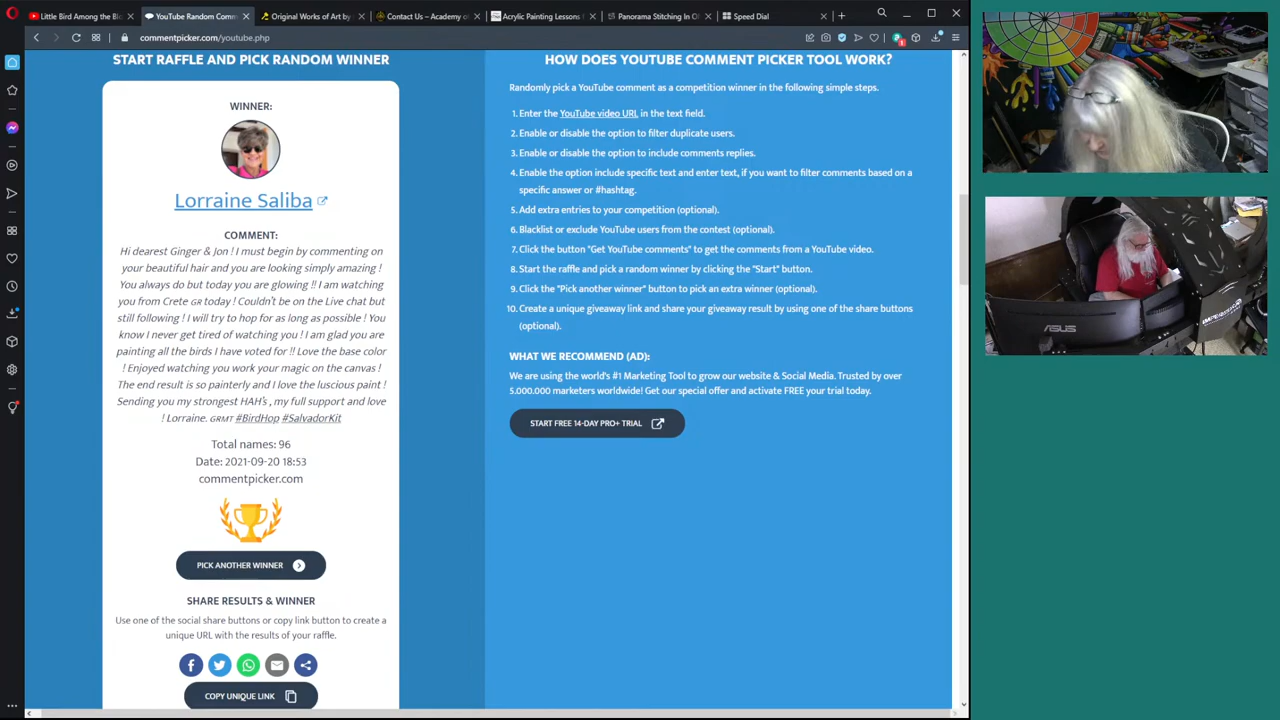 Little Bird Among the Blo
YouTube Random Comm
Original Works of Art by
Contact Us – Academy o
Acrylic Painting Lessons
Panorama Stitching In O
Speed Dial
commentpicker.com/youtube.php
START RAFFLE AND PICK RANDOM WINNER
WINNER:
Lorraine Saliba
COMMENT:
Hi dearest Ginger & Jon ! I must begin by commenting on
your beautiful hair and you are looking simply amazing !
You always do but today you are glowing !! I am watching
you from Crete GR today ! Couldn't be on the Live chat but
still following ! I will try to hop for as long as possible ! You
know I never get tired of watching you ! I am glad you are
painting all the birds I have voted for !! Love the base color
! Enjoyed watching you work your magic on the canvas !
The end result is so painterly and I love the luscious paint !
Sending you my strongest HAH's , my full support and love
! Lorraine. GRMT #BirdHop #SalvadorKit
Total names: 96
Date: 2021-09-20 18:53
commentpicker.com
PICK ANOTHER WINNER
SHARE RESULTS & WINNER
Use one of the social share buttons or copy link button to create a
unique URL with the results of your raffle.
COPY UNIQUE LINK
HOW DOES YOUTUBE COMMENT PICKER TOOL WORK?
Randomly pick a YouTube comment as a competition winner in the following simple steps.
1. Enter the YouTube video URL in the text field.
2. Enable or disable the option to filter duplicate users.
3. Enable or disable the option to include comments replies.
4. Enable the option include specific text and enter text, if you want to filter comments based on a
specific answer or #hashtag.
5. Add extra entries to your competition (optional).
6. Blacklist or exclude YouTube users from the contest (optional).
7. Click the button "Get YouTube comments" to get the comments from a YouTube video.
8. Start the raffle and pick a random winner by clicking the "Start" button.
9. Click the "Pick another winner" button to pick an extra winner (optional).
10. Create a unique giveaway link and share your giveaway result by using one of the share buttons
(optional).
WHAT WE RECOMMEND (AD):
We are using the world's #1 Marketing Tool to grow our website & Social Media. Trusted by over
5.000.000 marketers worldwide! Get our special offer and activate FREE your trial today.
START FREE 14-DAY PRO+ TRIAL
ASUS